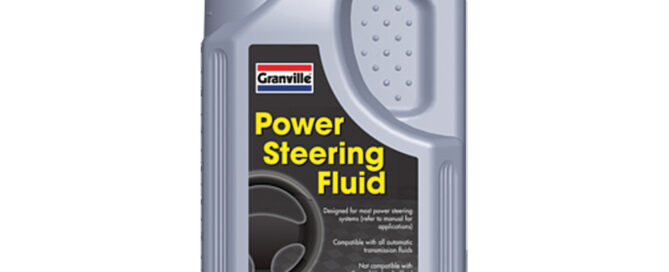 Granville
Power
Steering
Fluid
Designed for most power steering
systems (refer to manual for
applications)
Compatible with all automatic
transmission fluids
Not compatible with